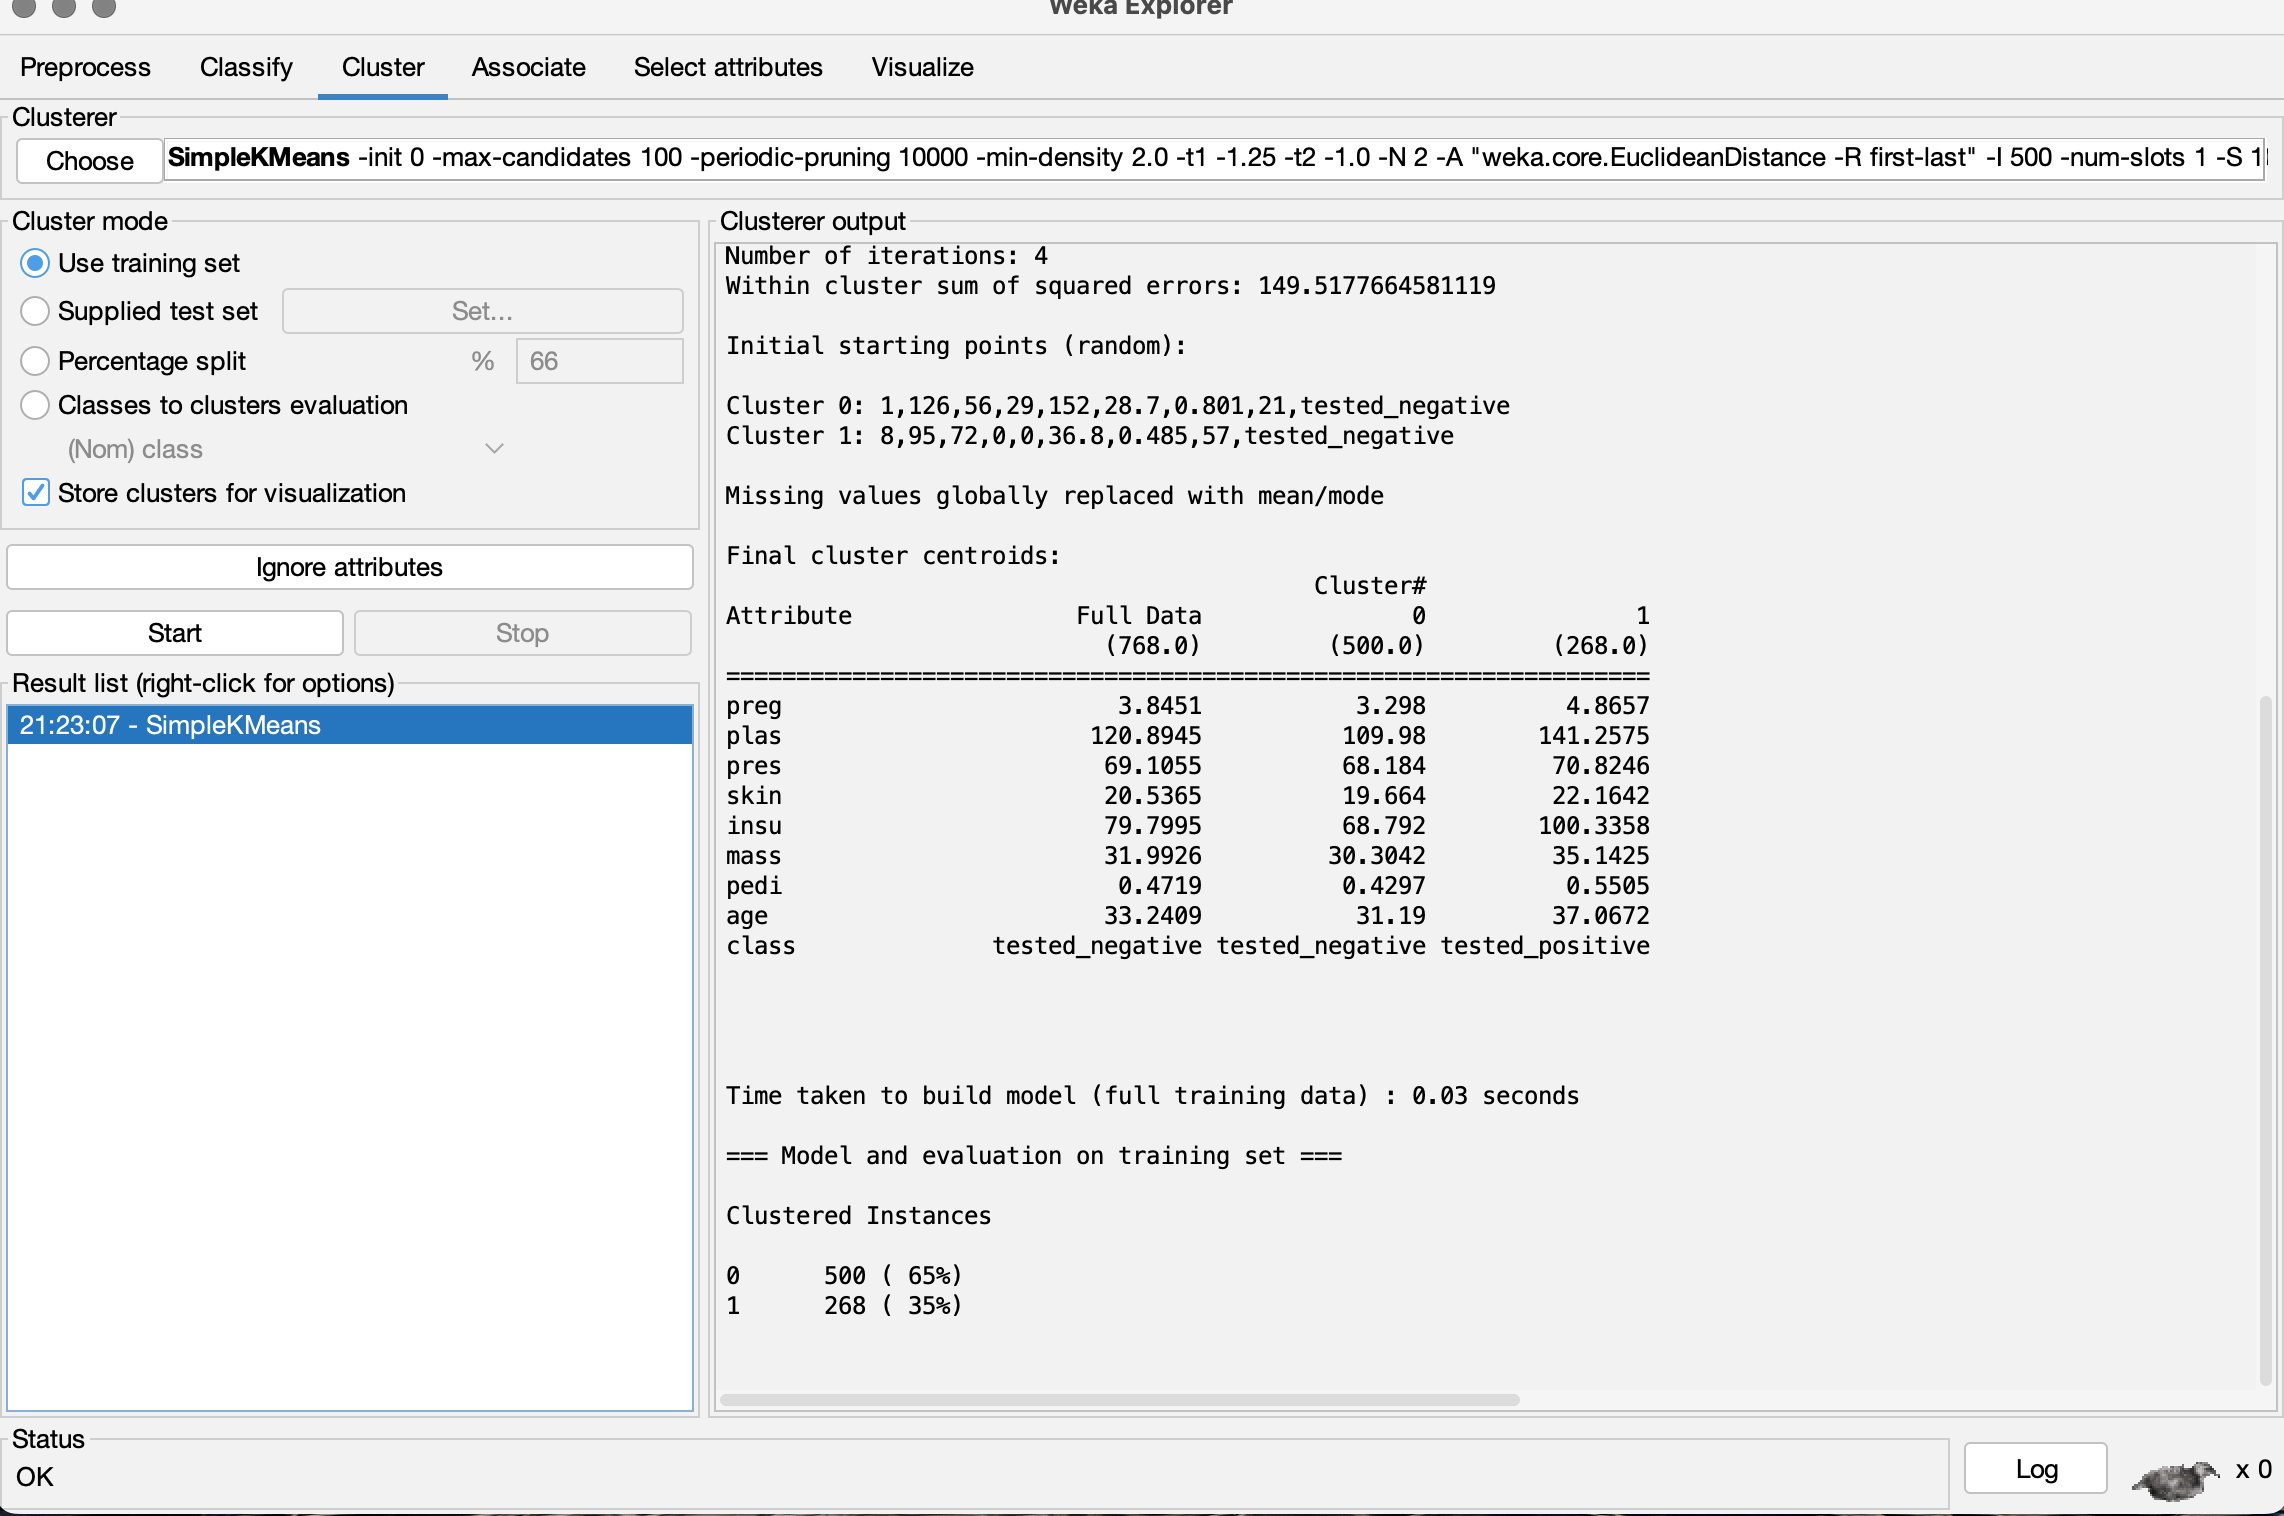 Weka Explorer
Preprocess Classify Cluster Associate Select attributes Visualize
Clusterer
Choose SimpleKMeans -init 0 -max-candidates 100 -periodic-pruning 10000 -min-density 2.0 -t1 -1.25 -t2 -1.0 -N 2 -A "weka.core.EuclideanDistance -R first-last" -I 500 -num-slots 1 -S
Cluster mode
Use training set
Supplied test set Set...
Percentage split % 66
Classes to clusters evaluation
(Nom) class
Store clusters for visualization
Ignore attributes
Start Stop
Result list (right-click for options)
21:23:07 - SimpleKMeans
Clusterer output
Number of iterations: 4
Within cluster sum of squared errors: 149.5177664581119
Initial starting points (random):
Cluster 0: 1,126,56,29,152,28.7,0.801,21,tested_negative
Cluster 1: 8,95,72,0,0,36.8,0.485,57,tested_negative
Missing values globally replaced with mean/mode
Final cluster centroids:
Cluster#
Attribute Full Data 0 1
(768.0) (500.0) (268.0)
==================================================================
preg 3.8451 3.298 4.8657
plas 120.8945 109.98 141.2575
pres 69.1055 68.184 70.8246
skin 20.5365 19.664 22.1642
insu 79.7995 68.792 100.3358
mass 31.9926 30.3042 35.1425
pedi 0.4719 0.4297 0.5505
age 33.2409 31.19 37.0672
class tested_negative tested_negative tested_positive
Time taken to build model (full training data) : 0.03 seconds
=== Model and evaluation on training set ===
Clustered Instances
0 500 ( 65%)
1 268 ( 35%)
Status
OK
Log x 0